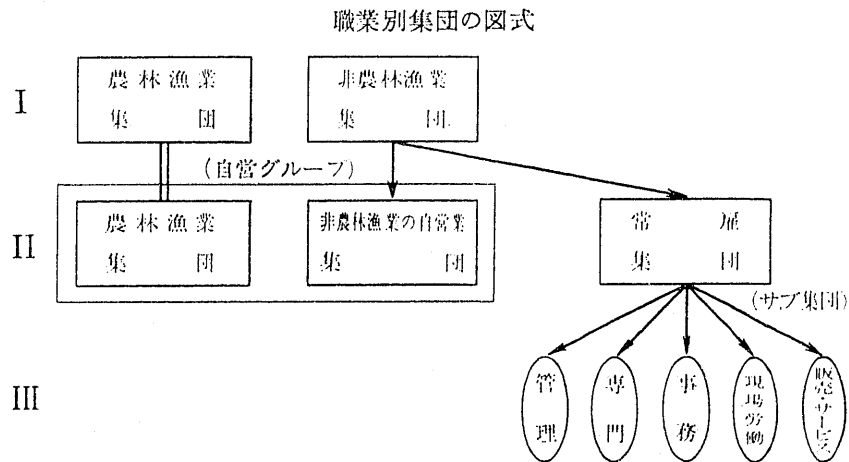 職業別集団の図式
I
農林漁業
集団
非農林漁業
集団
(自営グループ)
II
農林漁業
集団
非農林漁業の自営業
集団
常雇
集団
(サブ集団)
III
管理
専門
事務
現場労働
販売・サービス